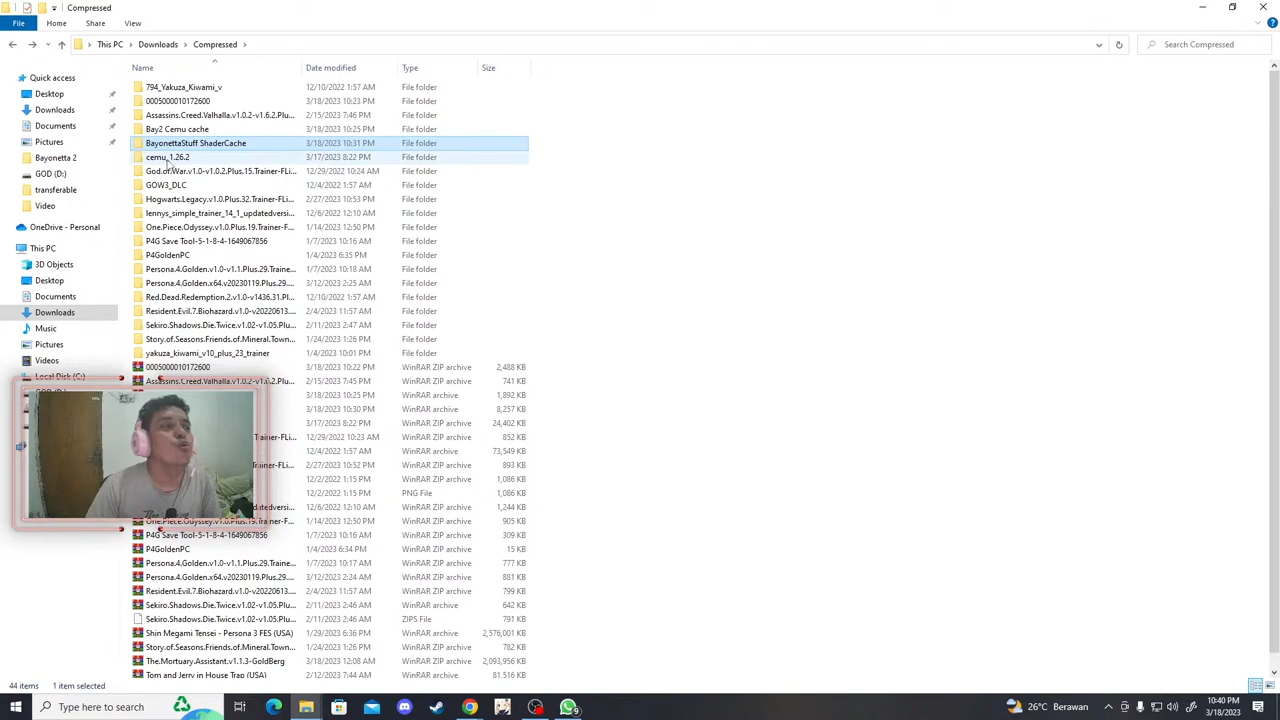 Compressed
File
Home
Share
View
This PC
Downloads
Compressed
Search Compressed
Name
Date modified
Type
Size
Quick access
Desktop
Downloads
Documents
Pictures
Bayonetta 2
GOD (D:)
transferable
Video
OneDrive - Personal
This PC
3D Objects
Desktop
Documents
Downloads
Music
Pictures
Videos
Local Disk (C:)
794_Yakuza_Kiwami_v 12/10/2022 1:57 AM File folder
0005000010172600 3/18/2023 10:23 PM File folder
Assassins.Creed.Valhalla.v1.0.2-v1.6.2.Plu... 2/15/2023 7:46 PM File folder
Bay2 Cemu cache 3/18/2023 10:25 PM File folder
BayonettaStuff ShaderCache 3/18/2023 10:31 PM File folder
cemu_1.26.2 3/17/2023 8:22 PM File folder
God.of.War.v1.0-v1.0.2.Plus.15.Trainer-FLi... 12/29/2022 10:24 AM File folder
GOW3_DLC 12/4/2022 1:57 AM File folder
Hogwarts.Legacy.v1.0.Plus.32.Trainer-FLi... 2/27/2023 10:53 PM File folder
lennys_simple_trainer_14_1_updatedversi... 12/6/2022 12:10 AM File folder
One.Piece.Odyssey.v1.0.Plus.19.Trainer-F... 1/14/2023 12:50 PM File folder
P4G Save Tool-5-1-8-4-1649067856 1/7/2023 10:16 AM File folder
P4GoldenPC 1/4/2023 6:35 PM File folder
Persona.4.Golden.v1.0-v1.1.Plus.29.Traine... 1/7/2023 10:18 AM File folder
Persona.4.Golden.x64.v20230119.Plus.29.... 3/12/2023 2:25 AM File folder
Red.Dead.Redemption.2.v1.0-v1436.31.Pl... 12/10/2022 1:57 AM File folder
Resident.Evil.7.Biohazard.v1.0-v20220613.... 2/4/2023 11:57 AM File folder
Sekiro.Shadows.Die.Twice.v1.02-v1.05.Plu... 2/11/2023 2:47 AM File folder
Story.of.Seasons.Friends.of.Mineral.Town... 1/24/2023 1:26 PM File folder
yakuza_kiwami_v10_plus_23_trainer 1/4/2023 10:01 PM File folder
0005000010172600 3/18/2023 10:22 PM WinRAR ZIP archive 2,488 KB
Assassins.Creed.Valhalla.v1.0.2-v1.6.2.Plu... 2/15/2023 7:45 PM WinRAR ZIP archive 741 KB
3/18/2023 10:25 PM WinRAR archive 1,892 KB
3/18/2023 10:30 PM WinRAR archive 8,257 KB
3/17/2023 8:22 PM WinRAR ZIP archive 24,402 KB
Trainer-FLi... 12/29/2022 10:23 AM WinRAR ZIP archive 852 KB
12/4/2022 1:57 AM WinRAR archive 73,549 KB
rainer-FLi... 2/27/2023 10:52 PM WinRAR ZIP archive 893 KB
12/2/2022 1:15 PM WinRAR ZIP archive 1,086 KB
12/2/2022 1:15 PM PNG File 1,086 KB
datedversi... 12/6/2022 12:10 AM WinRAR ZIP archive 1,244 KB
One.Piece.Odyssey.v1.0.Plus.19.Trainer-F... 1/14/2023 12:50 PM WinRAR ZIP archive 905 KB
P4G Save Tool-5-1-8-4-1649067856 1/7/2023 10:16 AM WinRAR ZIP archive 309 KB
P4GoldenPC 1/4/2023 6:34 PM WinRAR ZIP archive 15 KB
Persona.4.Golden.v1.0-v1.1.Plus.29.Traine... 1/7/2023 10:17 AM WinRAR ZIP archive 777 KB
Persona.4.Golden.x64.v20230119.Plus.29.... 3/12/2023 2:24 AM WinRAR ZIP archive 881 KB
Resident.Evil.7.Biohazard.v1.0-v20220613.... 2/4/2023 11:57 AM WinRAR ZIP archive 799 KB
Sekiro.Shadows.Die.Twice.v1.02-v1.05.Plu... 2/11/2023 2:46 AM WinRAR archive 642 KB
Sekiro.Shadows.Die.Twice.v1.02-v1.05.Plu... 2/11/2023 2:46 AM ZIPS File 791 KB
Shin Megami Tensei - Persona 3 FES (USA) 1/29/2023 6:36 PM WinRAR archive 2,576,001 KB
Story.of.Seasons.Friends.of.Mineral.Town... 1/24/2023 1:26 PM WinRAR ZIP archive 782 KB
The.Mortuary.Assistant.v1.1.3-GoldBerg 3/18/2023 12:08 AM WinRAR archive 2,093,956 KB
Tom and Jerry in House Trap (USA) 2/12/2023 7:44 AM WinRAR archive 81,516 KB
44 items 1 item selected
Type here to search
9
26°C Berawan
10:40 PM
3/18/2023